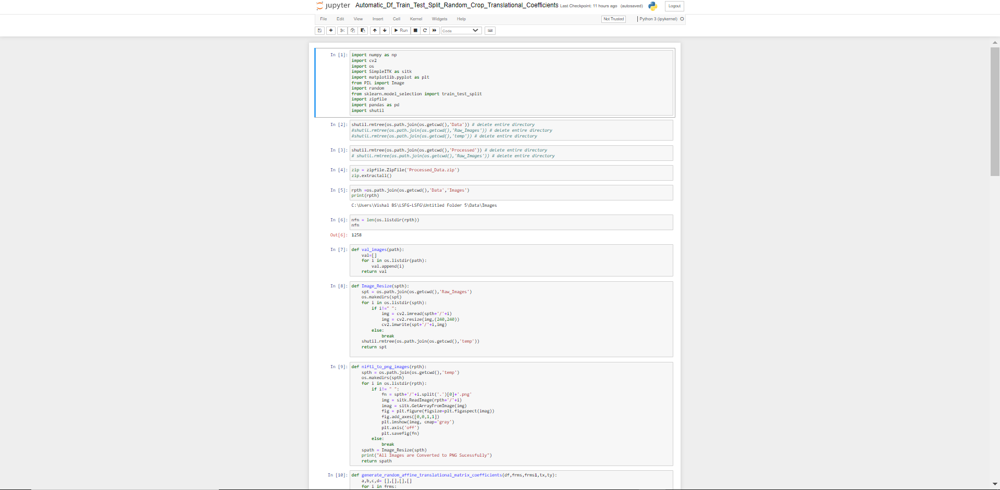 jupyter Automatic_Df_Train_Test_Split_Random_Crop_Translational_Coefficients Last Checkpoint: 11 hours ago (autosaved) Logout
File Edit View Insert Cell Kernel Widgets Help Not Trusted Python 3 (ipykernel)
Run Code
In [1]: import numpy as np
import cv2
import os
import SimpleITK as sitk
import matplotlib.pyplot as plt
from PIL import Image
import random
from sklearn.model_selection import train_test_split
import zipfile
import pandas as pd
import shutil
In [2]: shutil.rmtree(os.path.join(os.getcwd(),'Data')) # delete entire directory
#shutil.rmtree(os.path.join(os.getcwd(),'Raw_Images')) # delete entire directory
#shutil.rmtree(os.path.join(os.getcwd(),'temp')) # delete entire directory
In [3]: shutil.rmtree(os.path.join(os.getcwd(),'Processed')) # delete entire directory
# shutil.rmtree(os.path.join(os.getcwd(),'Raw_Images')) # delete entire directory
In [4]: zip = zipfile.ZipFile('Processed_Data.zip')
zip.extractall()
In [5]: rpth =os.path.join(os.getcwd(),'Data','Images')
print(rpth)
C:\Users\Vishal BS\LSFG-LSFG\Untitled Folder 5\Data\Images
In [6]: nfn = len(os.listdir(rpth))
nfn
Out[6]: 1258
In [7]: def val_images(path):
val=[]
for i in os.listdir(path):
val.append(i)
return val
In [8]: def Image_Resize(spth):
spt = os.path.join(os.getcwd(),'Raw_Images')
os.makedirs(spt)
for i in os.listdir(spth):
if i!=" ":
img = cv2.imread(spth+'/'+i)
img = cv2.resize(img,(240,240))
cv2.imwrite(spt+'/'+i,img)
else:
break
shutil.rmtree(os.path.join(os.getcwd(),'temp'))
return spt
In [9]: def nifti_to_png_images(rpth):
spth = os.path.join(os.getcwd(),'temp')
os.makedirs(spth)
for i in os.listdir(rpth):
if i!= " ":
fn = spth+'/'+i.split('.')[0]+'.png'
img = sitk.ReadImage(rpth+'/'+i)
imag = sitk.GetArrayFromImage(img)
fig = plt.figure(figsize=plt.figaspect(imag))
fig.add_axes([0,0,1,1])
plt.imshow(imag, cmap='gray')
plt.axis('off')
plt.savefig(fn)
else:
break
spath = Image_Resize(spth)
print("All Images are Converted to PNG Sucessfully")
return spath
In [10]: def generate_random_affine_translational_matrix_coefficients(df,frms,frms1,tx,ty):
a,b,c,d= [],[],[],[]
for i in frms: